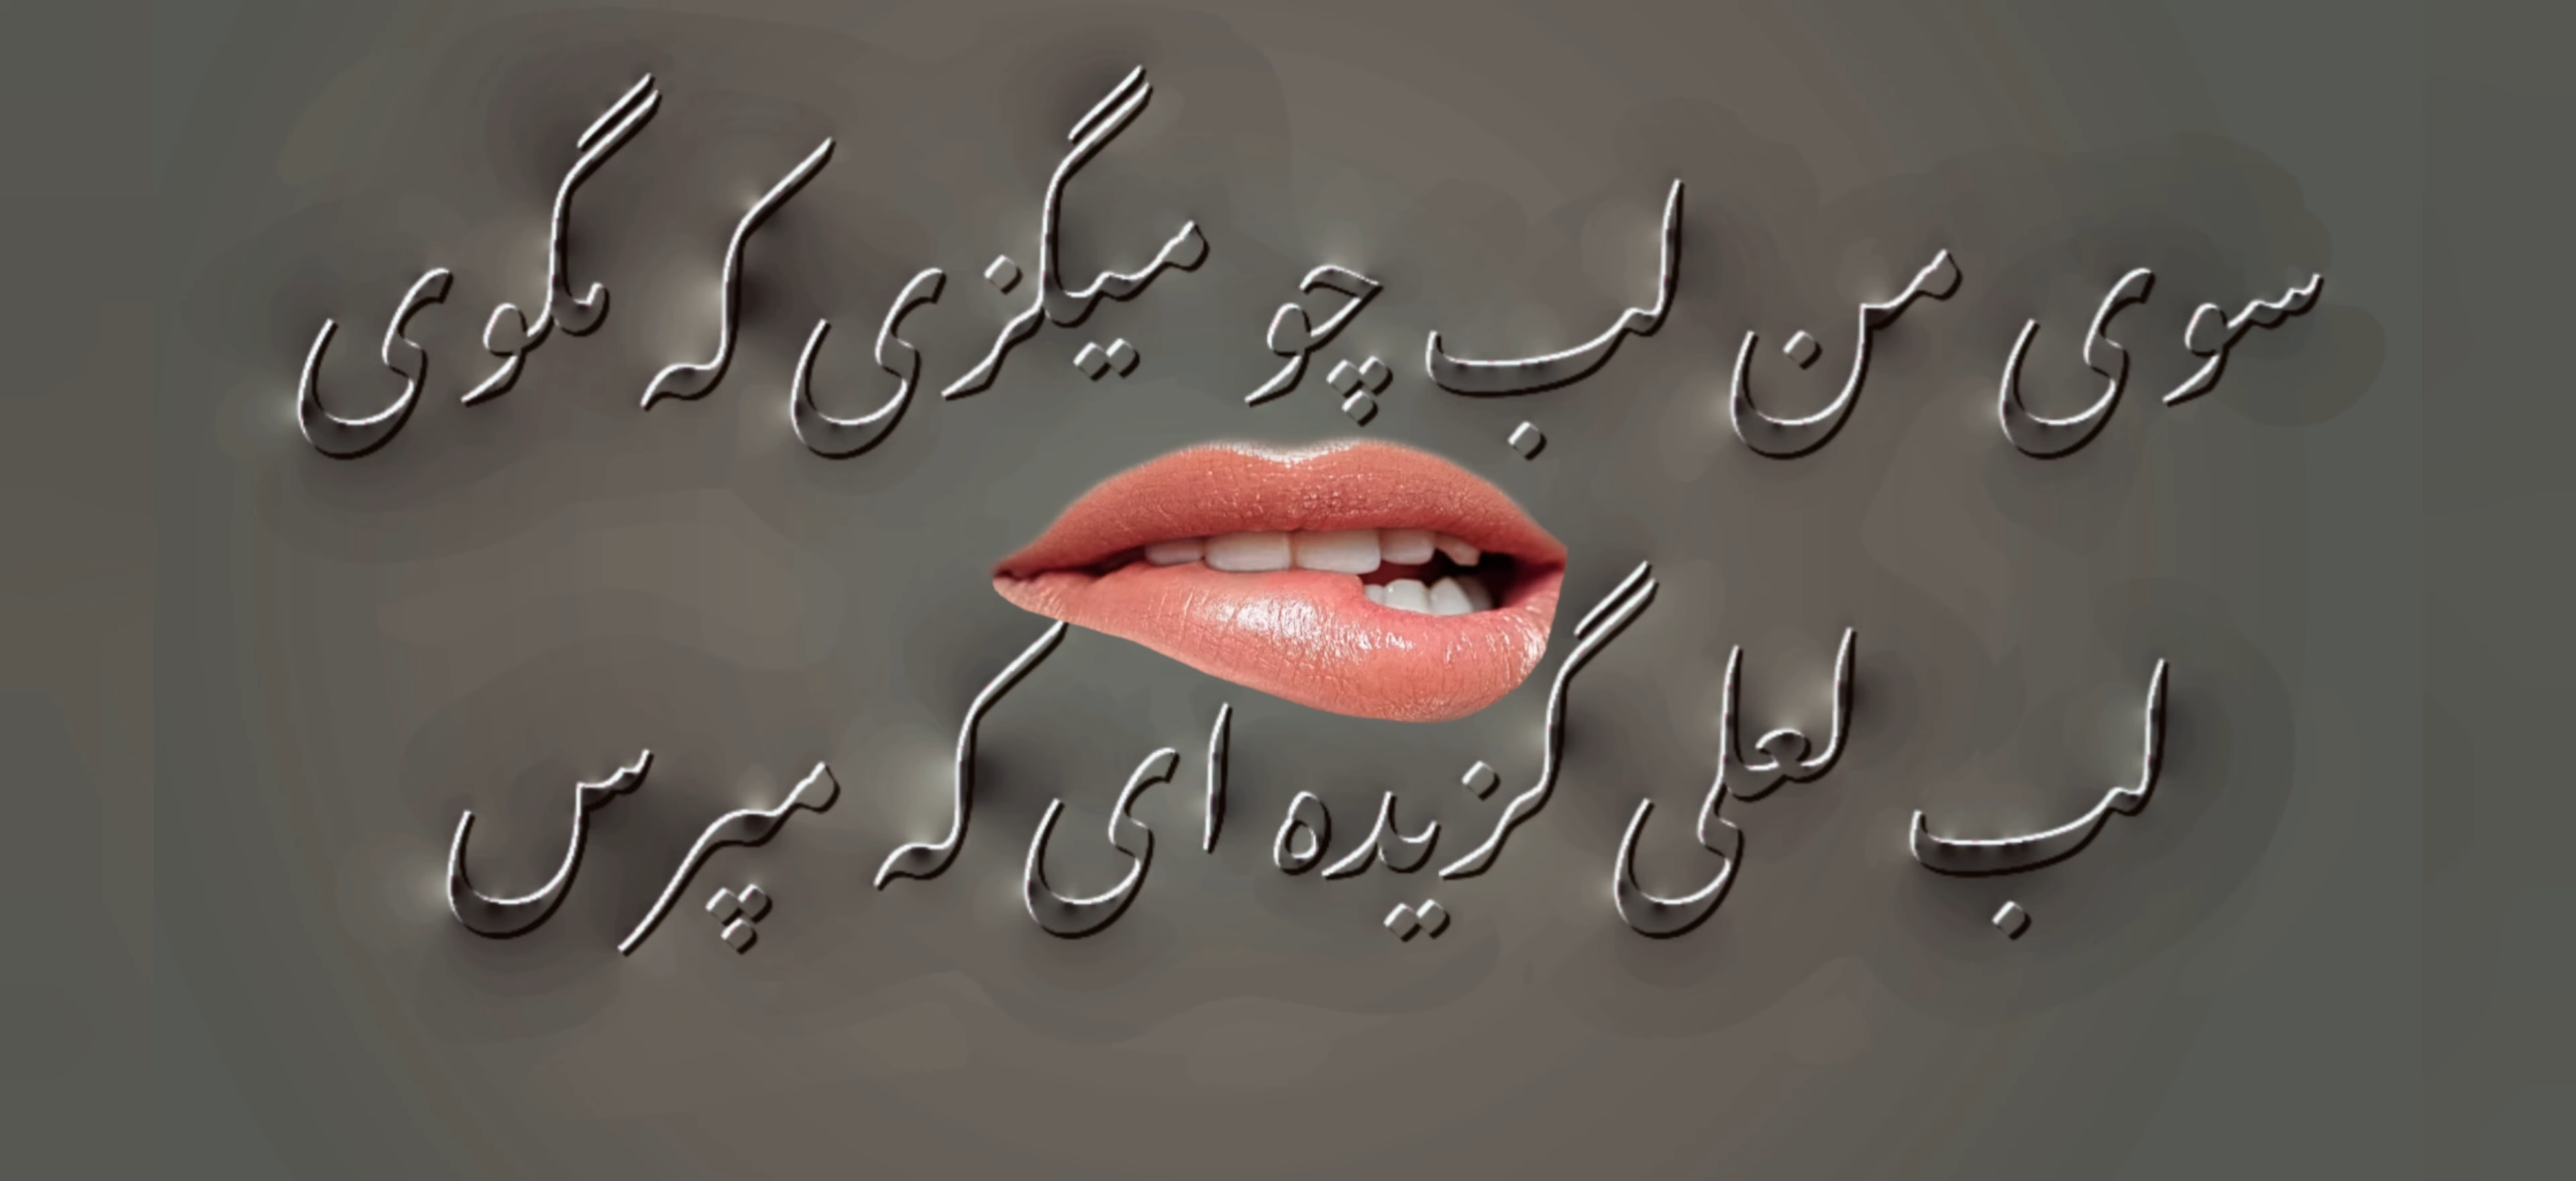 سوی من لب چو میگزی که مگوی
لب لعلی گزیده ای که مپرس